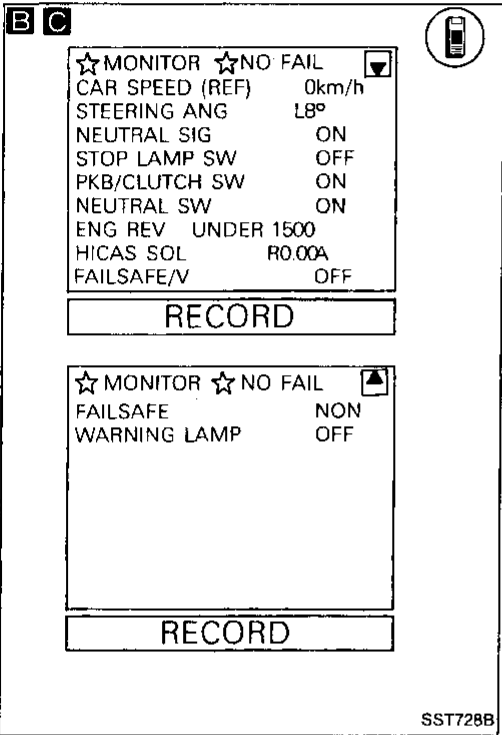 B C
☆MONITOR ☆NO FAIL ▼
CAR SPEED (REF) 0km/h
STEERING ANG L8°
NEUTRAL SIG ON
STOP LAMP SW OFF
PKB/CLUTCH SW ON
NEUTRAL SW ON
ENG REV UNDER 1500
HICAS SOL R0.00A
FAILSAFE/V OFF
RECORD
☆MONITOR ☆NO FAIL ▲
FAILSAFE NON
WARNING LAMP OFF
RECORD
SST728B